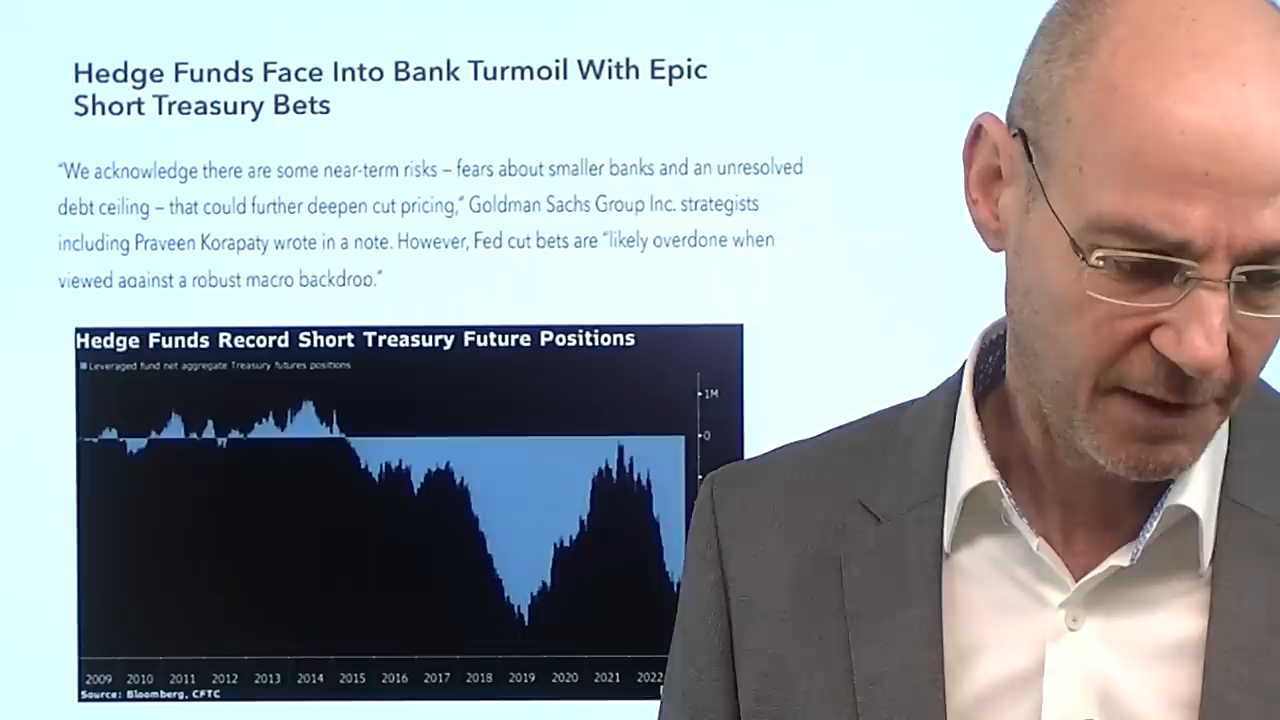 Hedge Funds Face Into Bank Turmoil With Epic
Short Treasury Bets
“We acknowledge there are some near-term risks – fears about smaller banks and an unresolved
debt ceiling – that could further deepen cut pricing,” Goldman Sachs Group Inc. strategists
including Praveen Korapaty wrote in a note. However, Fed cut bets are “likely overdone when
viewed against a robust macro backdrop.”
Hedge Funds Record Short Treasury Future Positions
Leveraged fund net aggregate Treasury futures positions
1M
0
2009 2010 2011 2012 2013 2014 2015 2016 2017 2018 2019 2020 2021 2022
Source: Bloomberg, CFTC